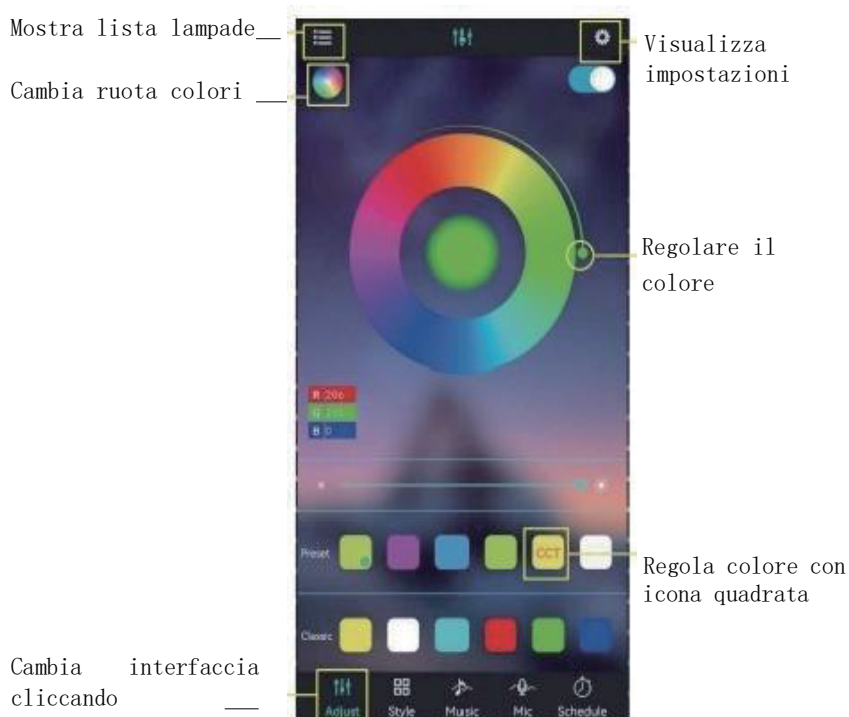 Mostra lista lampade
Visualizza
impostazioni
Cambia ruota colori
Regolare il
colore
R
G
B 0
Preset
CCT
Regola colore con
icona quadrata
Classic
Cambia interfaccia
cliccando
Adjust Style Music Mic Schedule